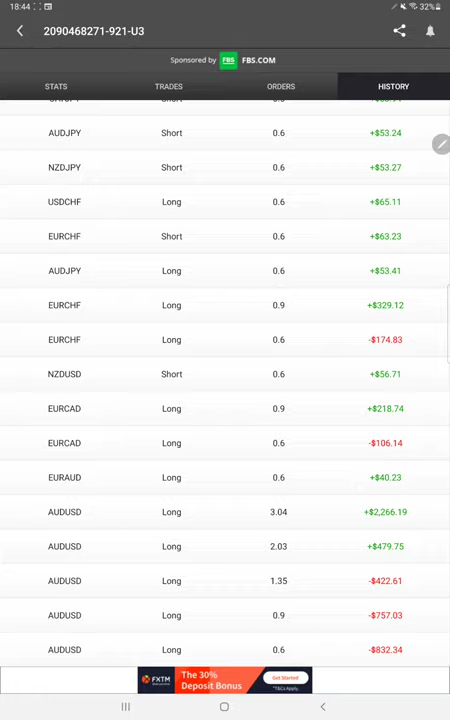 18:44
32%
2090468271-921-U3
Sponsored by FBS FBS.COM
STATS TRADES ORDERS HISTORY
AUDJPY Short 0.6 +$53.24
NZDJPY Short 0.6 +$53.27
USDCHF Long 0.6 +$65.11
EURCHF Short 0.6 +$63.23
AUDJPY Long 0.6 +$53.41
EURCHF Long 0.9 +$329.12
EURCHF Long 0.6 -$174.83
NZDUSD Short 0.6 +$56.71
EURCAD Long 0.9 +$218.74
EURCAD Long 0.6 -$106.14
EURAUD Long 0.6 +$40.23
AUDUSD Long 3.04 +$2,266.19
AUDUSD Long 2.03 +$479.75
AUDUSD Long 1.35 -$422.61
AUDUSD Long 0.9 -$757.03
AUDUSD Long 0.6 -$832.34
FXTM The 30% Get Started
Deposit Bonus *T&Cs Apply.